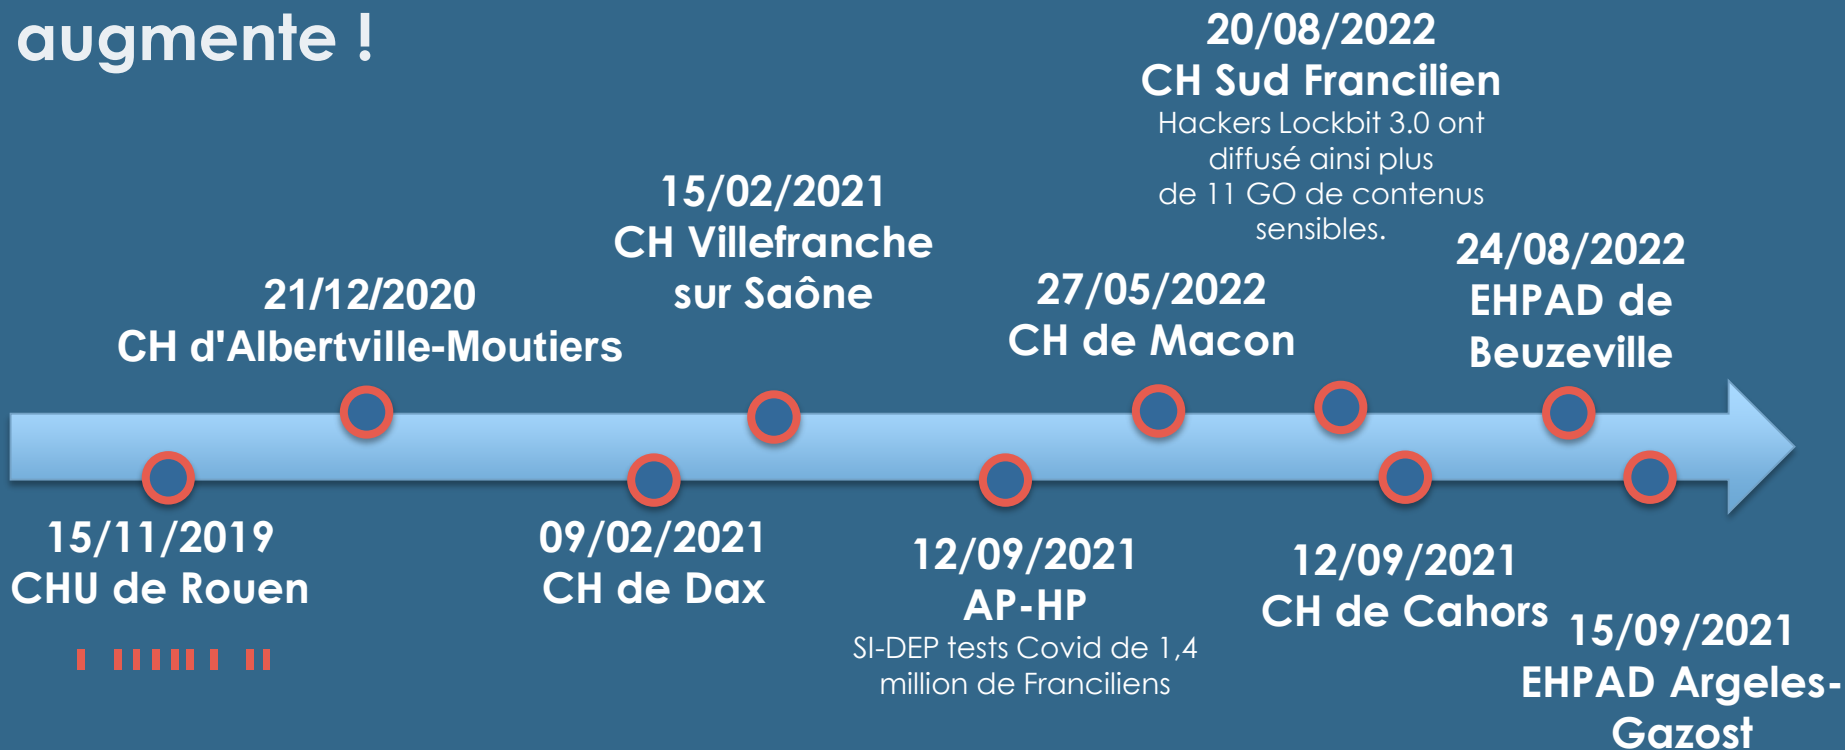 augmente !
20/08/2022
CH Sud Francilien
Hackers Lockbit 3.0 ont
diffusé ainsi plus
de 11 GO de contenus
sensibles.
15/02/2021
CH Villefranche
sur Saône
24/08/2022
EHPAD de
Beuzeville
21/12/2020
CH d'Albertville-Moutiers
27/05/2022
CH de Macon
15/11/2019
CHU de Rouen
09/02/2021
CH de Dax
12/09/2021
AP-HP
SI-DEP tests Covid de 1,4
million de Franciliens
12/09/2021
CH de Cahors
15/09/2021
EHPAD Argeles-
Gazost